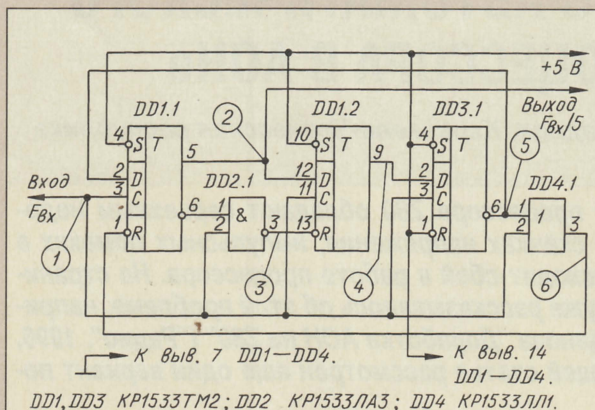 +5 В
Выход
Fвх/5
DD1.1
DD1.2
DD3.1
2
5
4
S
T
5
2
D
3
C
1
R
10
S
T
9
12
D
11
C
3
13
R
4
S
T
2
D
3
C
R
6
DD4.1
1
1
2
3
DD2.1
6
&
2
Вход
Fвх
1
3
4
6
К выв. 7 DD1—DD4.
К выв. 14
DD1—DD4.
DD1, DD3 КР1533ТМ2; DD2 КР1533ЛА3; DD4 КР1533ЛЛ1.